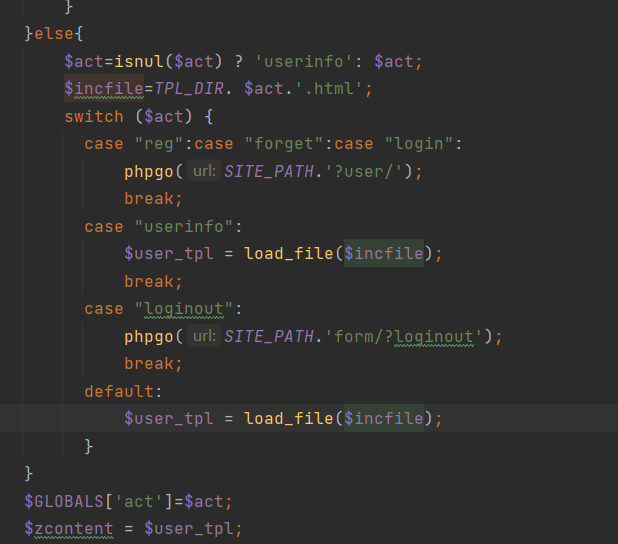 }
}else{
$act=isnul($act) ? 'userinfo': $act;
$incfile=TPL_DIR. $act.'.html';
switch ($act) {
case "reg":case "forget":case "login":
phpgo( url: SITE_PATH.'?user/');
break;
case "userinfo":
$user_tpl = load_file($incfile);
break;
case "loginout":
phpgo( url: SITE_PATH.'form/?loginout');
break;
default:
$user_tpl = load_file($incfile);
}
}
$GLOBALS['act']=$act;
$zcontent = $user_tpl;